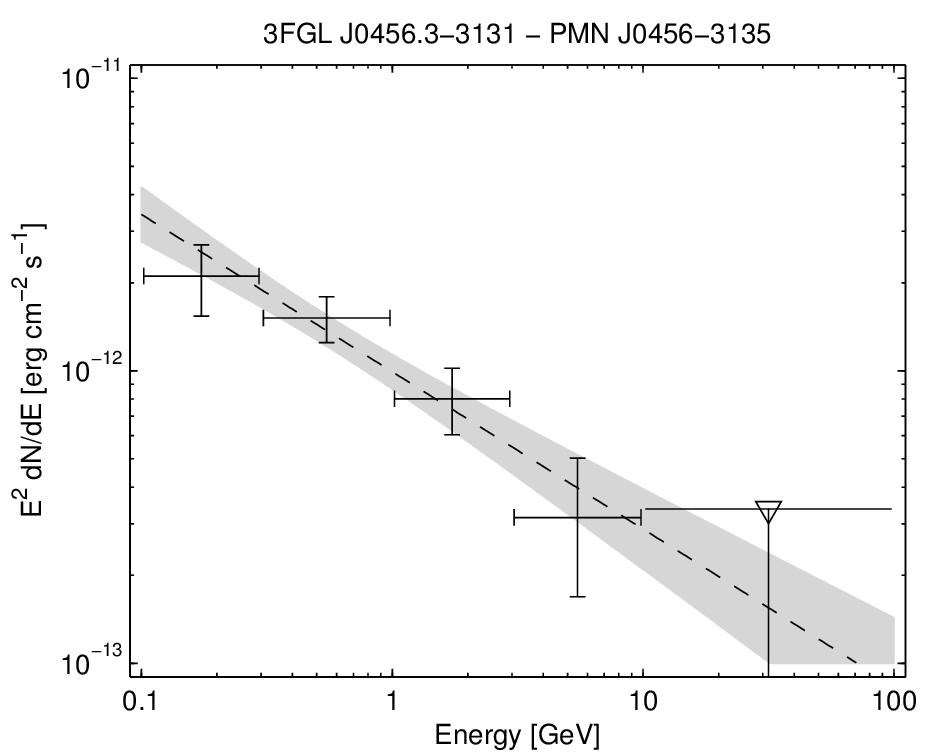 3FGL J0456.3−3131 − PMN J0456−3135
E² dN/dE [erg cm⁻² s⁻¹]
10⁻¹¹
10⁻¹²
10⁻¹³
0.1 1 10 100
Energy [GeV]